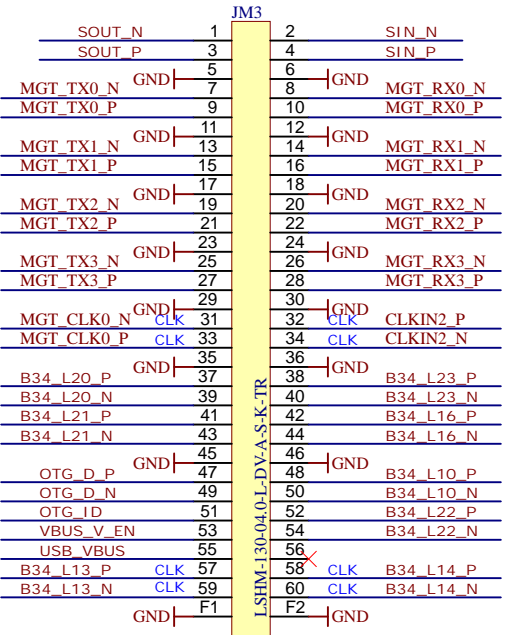 JM3
SOUT_N 1 2 SIN_N
SOUT_P 3 4 SIN_P
GND 5 6 GND
MGT_TX0_N 7 8 MGT_RX0_N
MGT_TX0_P 9 10 MGT_RX0_P
GND 11 12 GND
MGT_TX1_N 13 14 MGT_RX1_N
MGT_TX1_P 15 16 MGT_RX1_P
GND 17 18 GND
MGT_TX2_N 19 20 MGT_RX2_N
MGT_TX2_P 21 22 MGT_RX2_P
GND 23 24 GND
MGT_TX3_N 25 26 MGT_RX3_N
MGT_TX3_P 27 28 MGT_RX3_P
GND 29 30 GND
MGT_CLK0_N CLK 31 32 CLK CLKIN2_P
MGT_CLK0_P CLK 33 34 CLK CLKIN2_N
GND 35 36 GND
B34_L20_P 37 38 B34_L23_P
B34_L20_N 39 40 B34_L23_N
B34_L21_P 41 42 B34_L16_P
B34_L21_N 43 44 B34_L16_N
GND 45 46 GND
OTG_D_P 47 48 B34_L10_P
OTG_D_N 49 50 B34_L10_N
OTG_ID 51 52 B34_L22_P
VBUS_V_EN 53 54 B34_L22_N
USB_VBUS 55 56
B34_L13_P CLK 57 58 CLK B34_L14_P
B34_L13_N CLK 59 60 CLK B34_L14_N
GND F1 F2 GND
LSHM-130-04.0-L-DV-A-S-K-TR